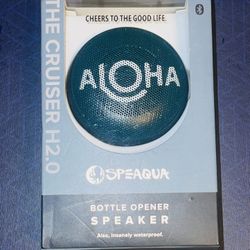 CHEERS TO THE GOOD LIFE.
THE CRUISER H2.0
ALOHA
SPEAQUA
BOTTLE OPENER
SPEAKER
Also, insanely waterproof.